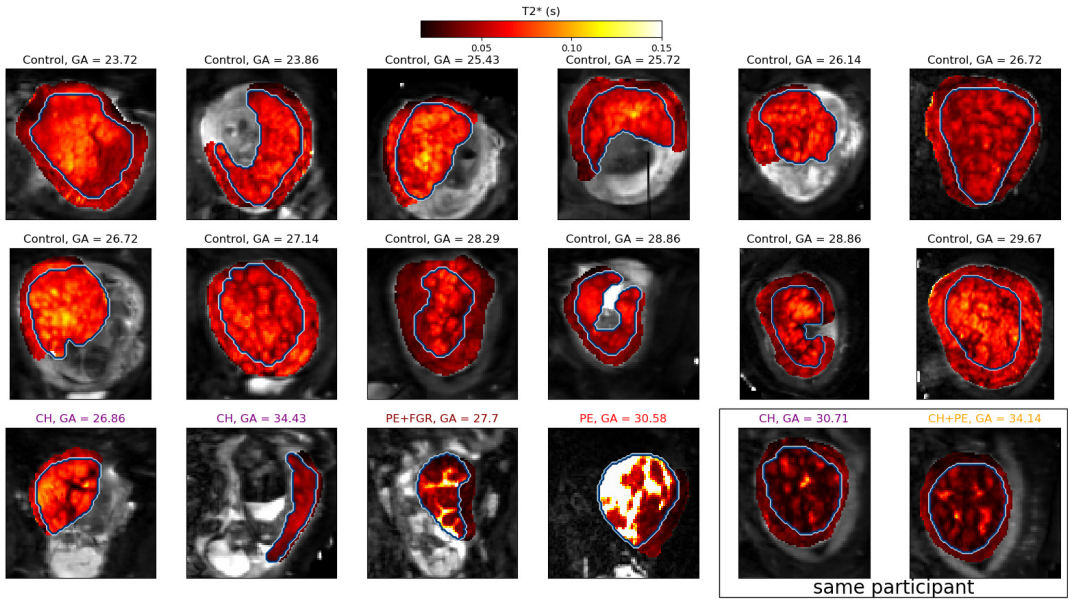 T2* (s)
0.05 0.10 0.15
Control, GA = 23.72 Control, GA = 23.86 Control, GA = 25.43 Control, GA = 25.72 Control, GA = 26.14 Control, GA = 26.72
Control, GA = 26.72 Control, GA = 27.14 Control, GA = 28.29 Control, GA = 28.86 Control, GA = 28.86 Control, GA = 29.67
CH, GA = 26.86 CH, GA = 34.43 PE+FGR, GA = 27.7 PE, GA = 30.58 CH, GA = 30.71 CH+PE, GA = 34.14
same participant